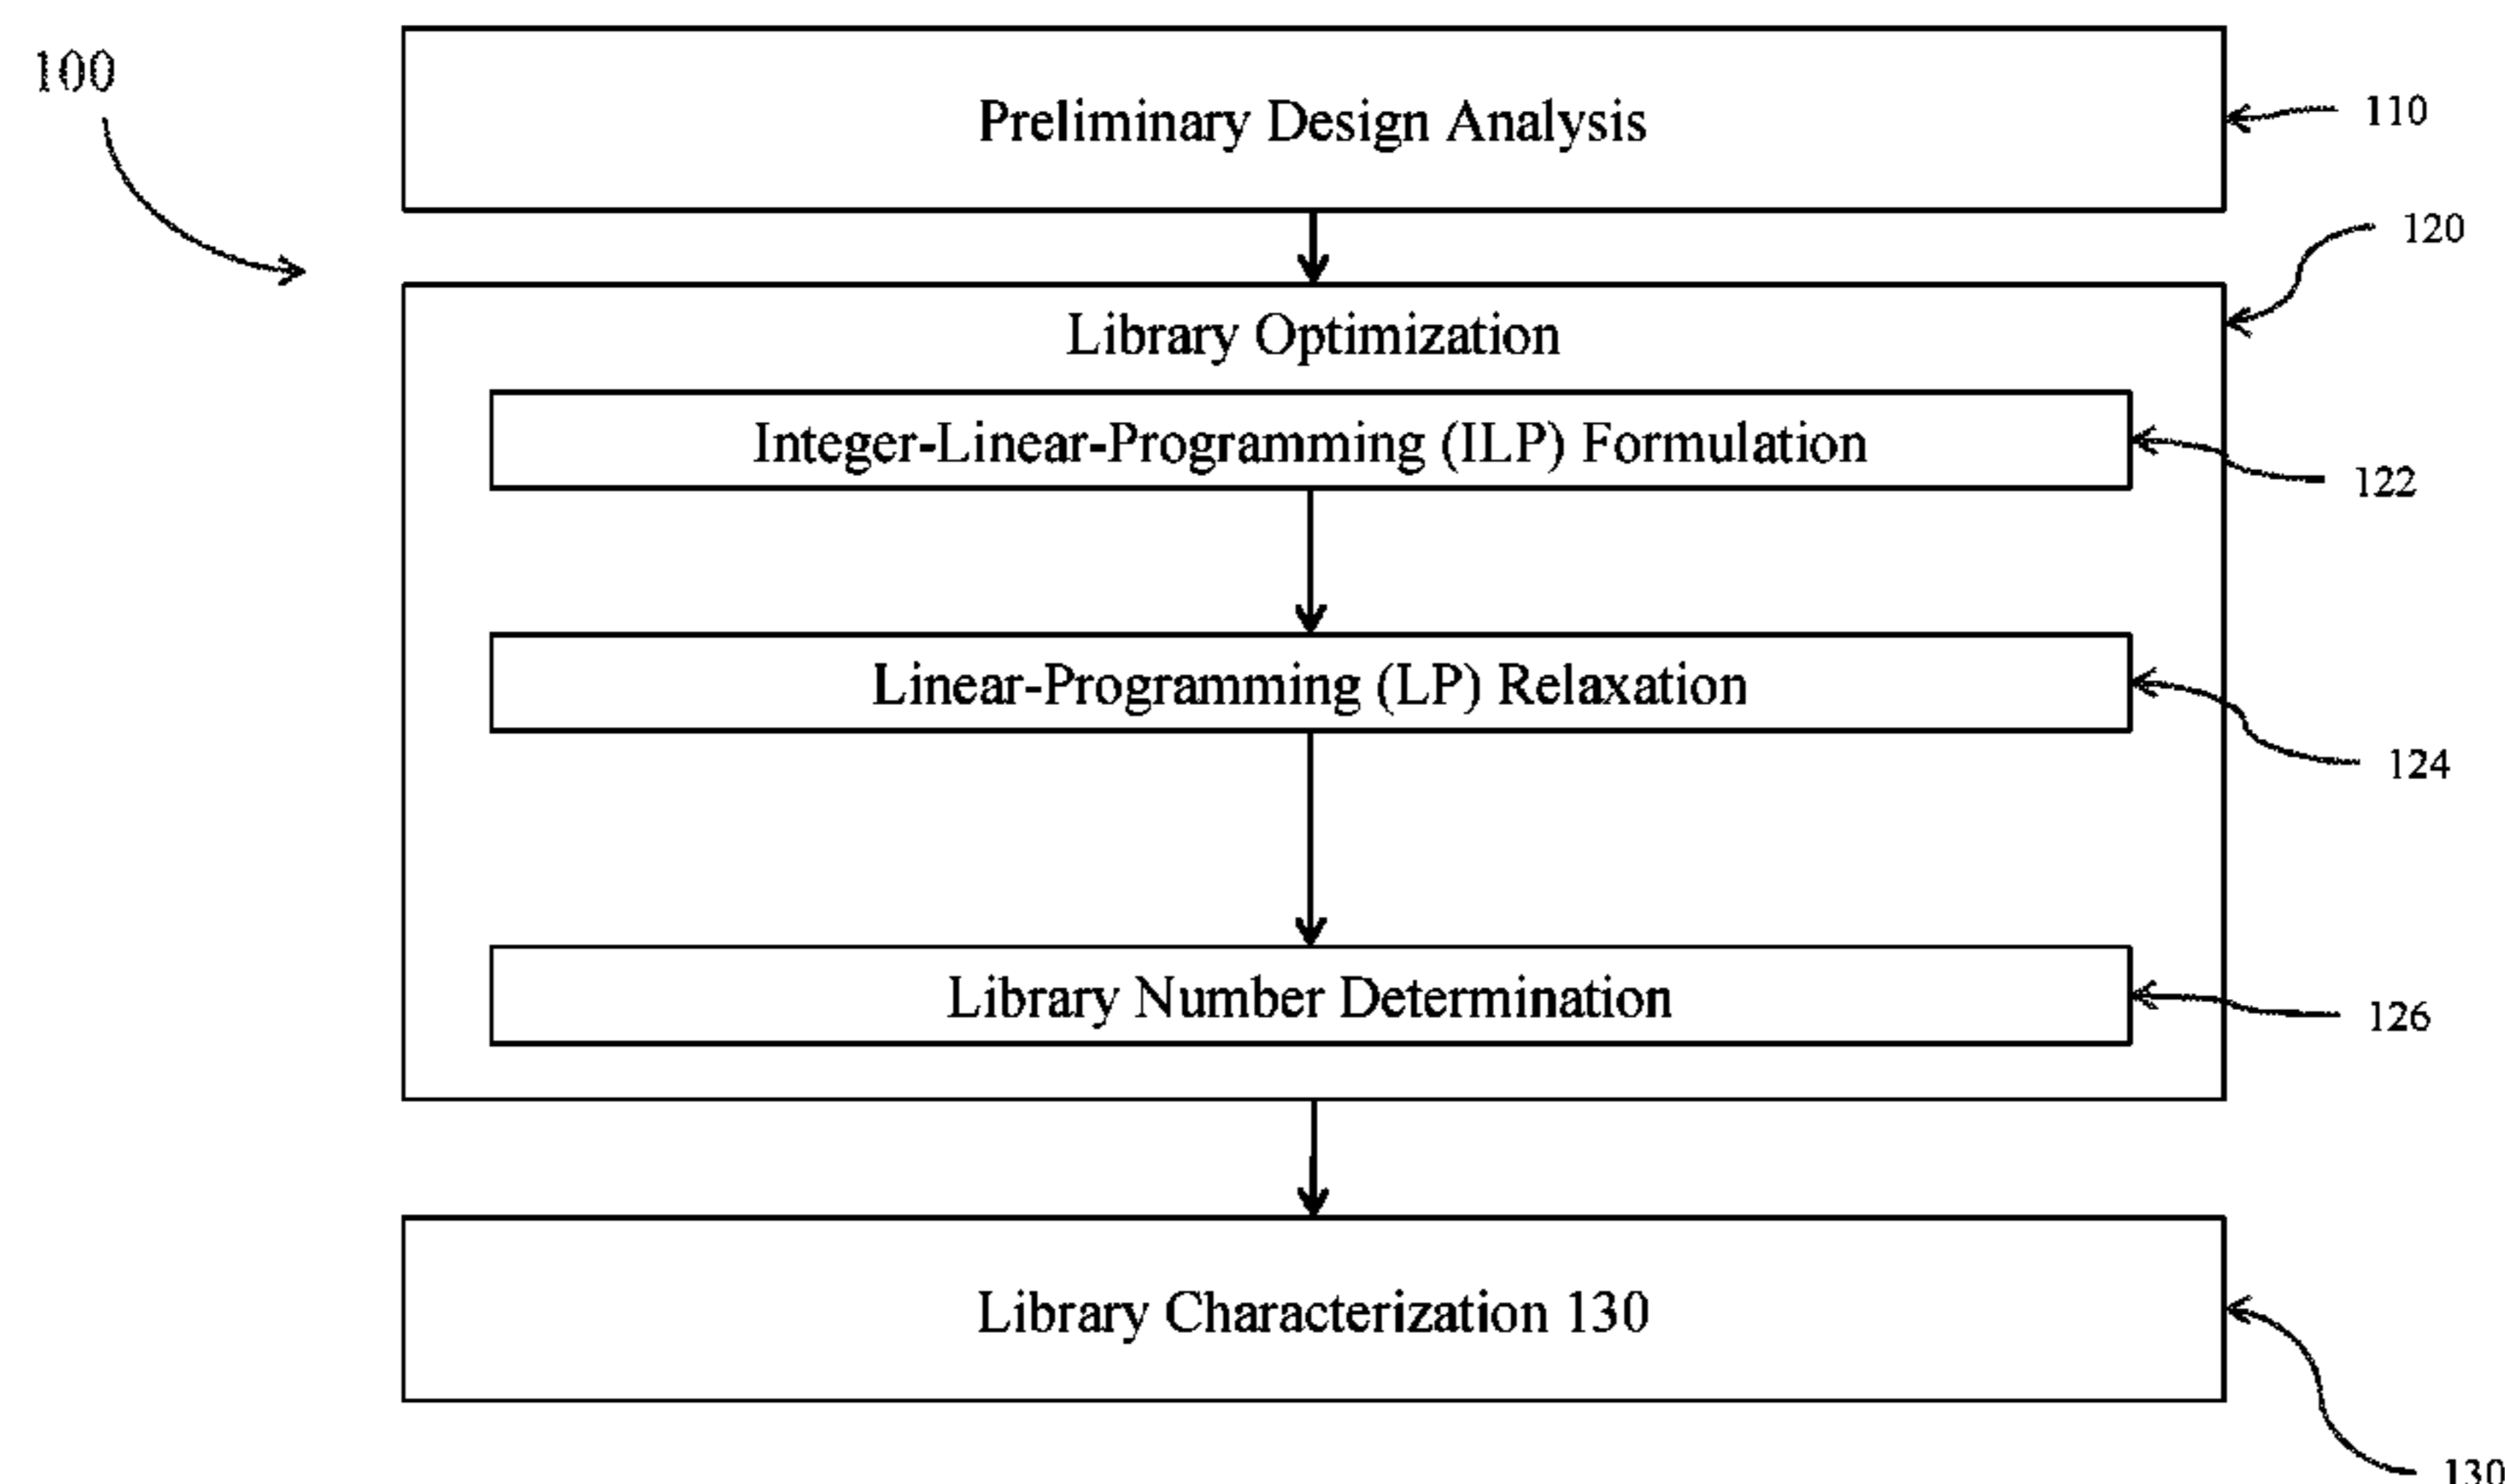 100
Preliminary Design Analysis
110
120
Library Optimization
Integer-Linear-Programming (ILP) Formulation
122
Linear-Programming (LP) Relaxation
124
Library Number Determination
126
Library Characterization 130
130